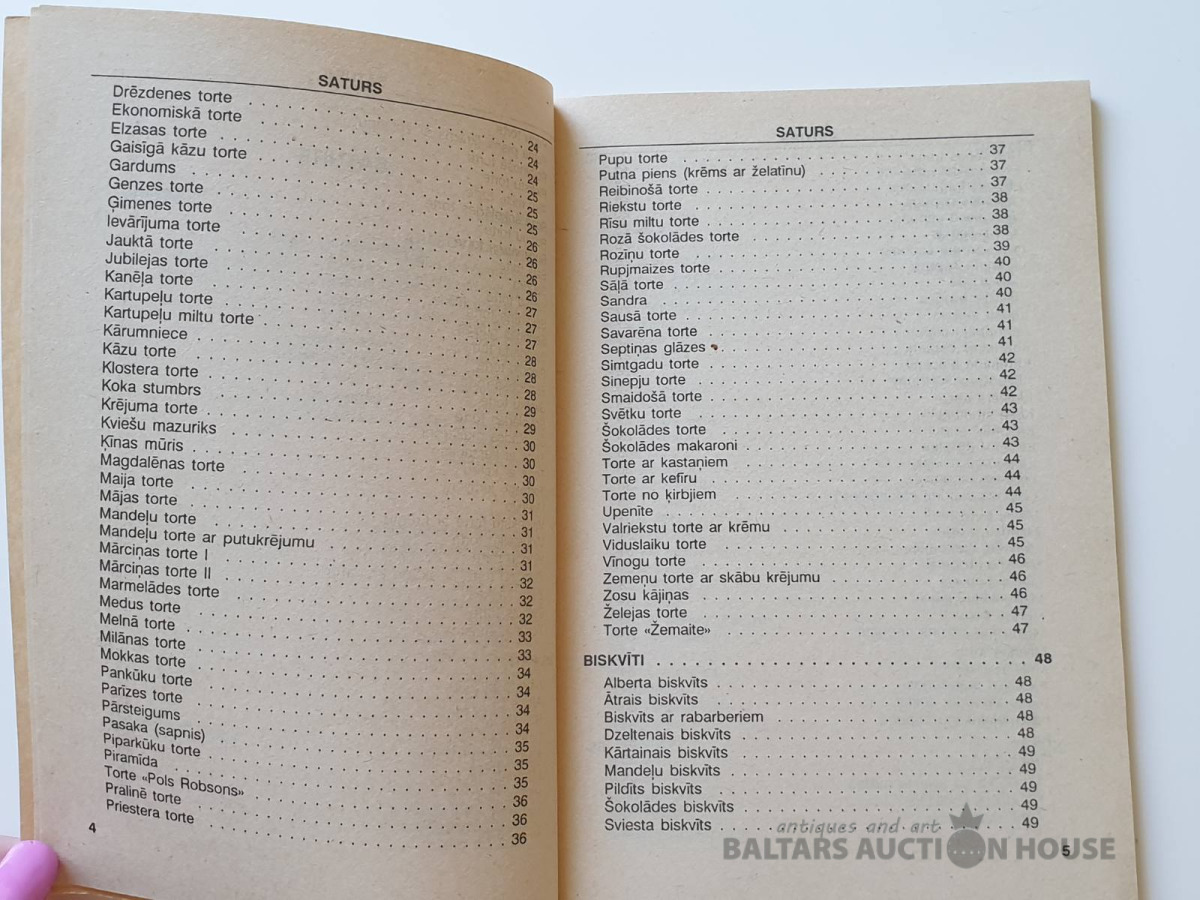 SATURS
Drēzdenes torte . . . . . 24
Ekonomiskā torte . . . . . 24
Elzasas torte . . . . . 24
Gaisīgā kāzu torte . . . . . 25
Gardums . . . . . 25
Genzes torte . . . . . 25
Ģimenes torte . . . . . 26
Ievārījuma torte . . . . . 26
Jauktā torte . . . . . 26
Jubilejas torte . . . . . 26
Kanēļa torte . . . . . 27
Kartupeļu torte . . . . . 27
Kartupeļu miltu torte . . . . . 27
Kārumniece . . . . . 28
Kāzu torte . . . . . 28
Klostera torte . . . . . 28
Koka stumbrs . . . . . 29
Krējuma torte . . . . . 29
Kviešu mazuriks . . . . . 30
Ķīnas mūris . . . . . 30
Magdalēnas torte . . . . . 30
Maija torte . . . . . 30
Mājas torte . . . . . 31
Mandeļu torte . . . . . 31
Mandeļu torte ar putukrējumu . . . . . 31
Mārciņas torte I . . . . . 31
Mārciņas torte II . . . . . 32
Marmelādes torte . . . . . 32
Medus torte . . . . . 32
Melnā torte . . . . . 33
Milānas torte . . . . . 33
Mokkas torte . . . . . 34
Pankūku torte . . . . . 34
Parīzes torte . . . . . 34
Pārsteigums . . . . . 34
Pasaka (sapnis) . . . . . 35
Piparkūku torte . . . . . 35
Piramīda . . . . . 35
Torte «Pols Robsons» . . . . . 36
Pralinē torte . . . . . 36
Priestera torte . . . . . 36
4
SATURS
Pupu torte . . . . . 37
Putna piens (krēms ar želatīnu) . . . . . 37
Reibinošā torte . . . . . 37
Riekstu torte . . . . . 38
Rīsu miltu torte . . . . . 38
Rozā šokolādes torte . . . . . 38
Rozīņu torte . . . . . 39
Rupjmaizes torte . . . . . 40
Sāļā torte . . . . . 40
Sandra . . . . . 40
Sausā torte . . . . . 41
Savarēna torte . . . . . 41
Septiņas glāzes . . . . . 41
Simtgadu torte . . . . . 42
Sinepju torte . . . . . 42
Smaidošā torte . . . . . 42
Svētku torte . . . . . 43
Šokolādes torte . . . . . 43
Šokolādes makaroni . . . . . 43
Torte ar kastaņiem . . . . . 44
Torte ar kefīru . . . . . 44
Torte no ķirbjiem . . . . . 44
Upenīte . . . . . 45
Valriekstu torte ar krēmu . . . . . 45
Viduslaiku torte . . . . . 45
Vīnogu torte . . . . . 46
Zemeņu torte ar skābu krējumu . . . . . 46
Zosu kājiņas . . . . . 46
Želejas torte . . . . . 47
Torte «Žemaite» . . . . . 47
BISKVĪTI . . . . . 48
Alberta biskvīts . . . . . 48
Ātrais biskvīts . . . . . 48
Biskvīts ar rabarberiem . . . . . 48
Dzeltenais biskvīts . . . . . 48
Kārtainais biskvīts . . . . . 49
Mandeļu biskvīts . . . . . 49
Pildīts biskvīts . . . . . 49
Šokolādes biskvīts . . . . . 49
Sviesta biskvīts . . . . . 49
5
antiques and art
BALTARS AUCTION HOUSE